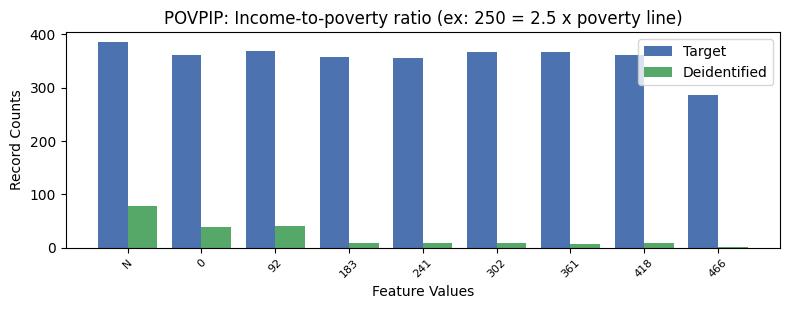 POVPIP: Income-to-poverty ratio (ex: 250 = 2.5 x poverty line)
Target
Deidentified
Record Counts
400
300
200
100
0
N 0 92 183 241 302 361 418 466
Feature Values